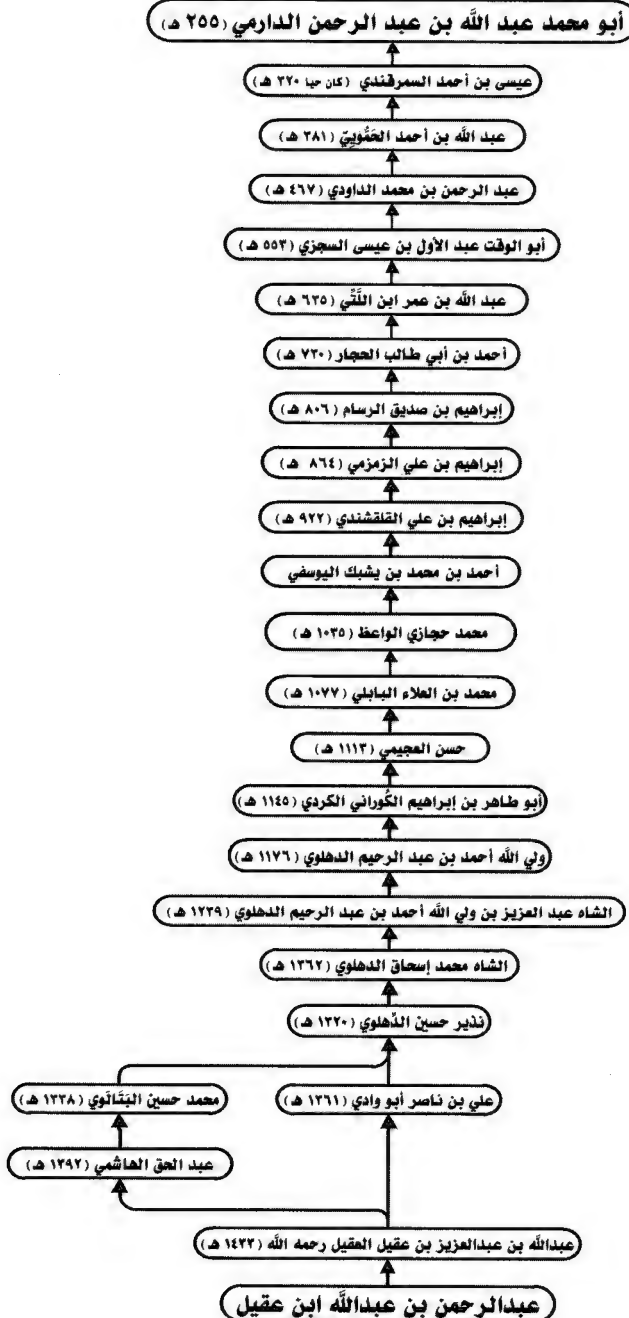 أبو محمد عبد الله بن عبد الرحمن الدارمي (٢٥٥ هـ)
عيسى بن أحمد السمرقندي (كان حيا ٣٢٠ هـ)
عبد الله بن أحمد الحَمُّوييّ (٣٨١ هـ)
عبد الرحمن بن محمد الداودي (٤٦٧ هـ)
أبو الوقت عبد الأول بن عيسى السجزي (٥٥٣ هـ)
عبد الله بن عمر ابن اللَّتِّي (٦٣٥ هـ)
أحمد بن أبي طالب الحجار (٧٣٠ هـ)
إبراهيم بن صديق الرسام (٨٠٦ هـ)
إبراهيم بن علي الزمزمي (٨٦٤ هـ)
إبراهيم بن علي القلقشندي (٩٢٢ هـ)
أحمد بن محمد بن يشبك اليوسفي
محمد حجازي الواعظ (١٠٣٥ هـ)
محمد بن العلاء البابلي (١٠٧٧ هـ)
حسن العجيمي (١١١٣ هـ)
أبو طاهر بن إبراهيم الكُوراني الكردي (١١٤٥ هـ)
ولي الله أحمد بن عبد الرحيم الدهلوي (١١٧٦ هـ)
الشاه عبد العزيز بن ولي الله أحمد بن عبد الرحيم الدهلوي (١٢٣٩ هـ)
الشاه محمد إسحاق الدهلوي (١٣٦٢ هـ)
نذير حسين الدِّهلوي (١٣٢٠ هـ)
علي بن ناصر أبو وادي (١٣٦١ هـ)
محمد حسين البَتَالَوي (١٣٣٨ هـ)
عبد الحق الهاشمي (١٣٩٢ هـ)
عبدالله بن عبدالعزيز بن عقيل العقيل رحمه الله (١٤٣٣ هـ)
عبدالرحمن بن عبدالله ابن عقيل